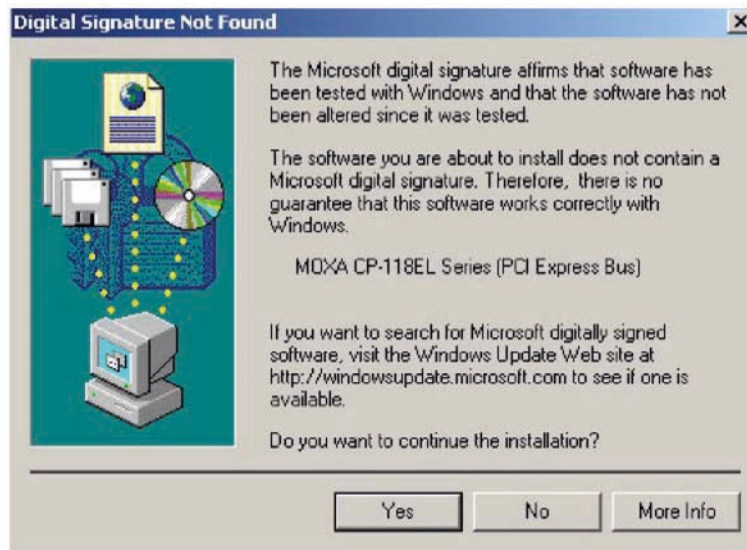 Digital Signature Not Found
The Microsoft digital signature affirms that software has
been tested with Windows and that the software has not
been altered since it was tested.
The software you are about to install does not contain a
Microsoft digital signature. Therefore, there is no
guarantee that this software works correctly with
Windows.
MOXA CP-118EL Series (PCI Express Bus)
If you want to search for Microsoft digitally signed
software, visit the Windows Update Web site at
http://windowsupdate.microsoft.com to see if one is
available.
Do you want to continue the installation?
Yes No More Info